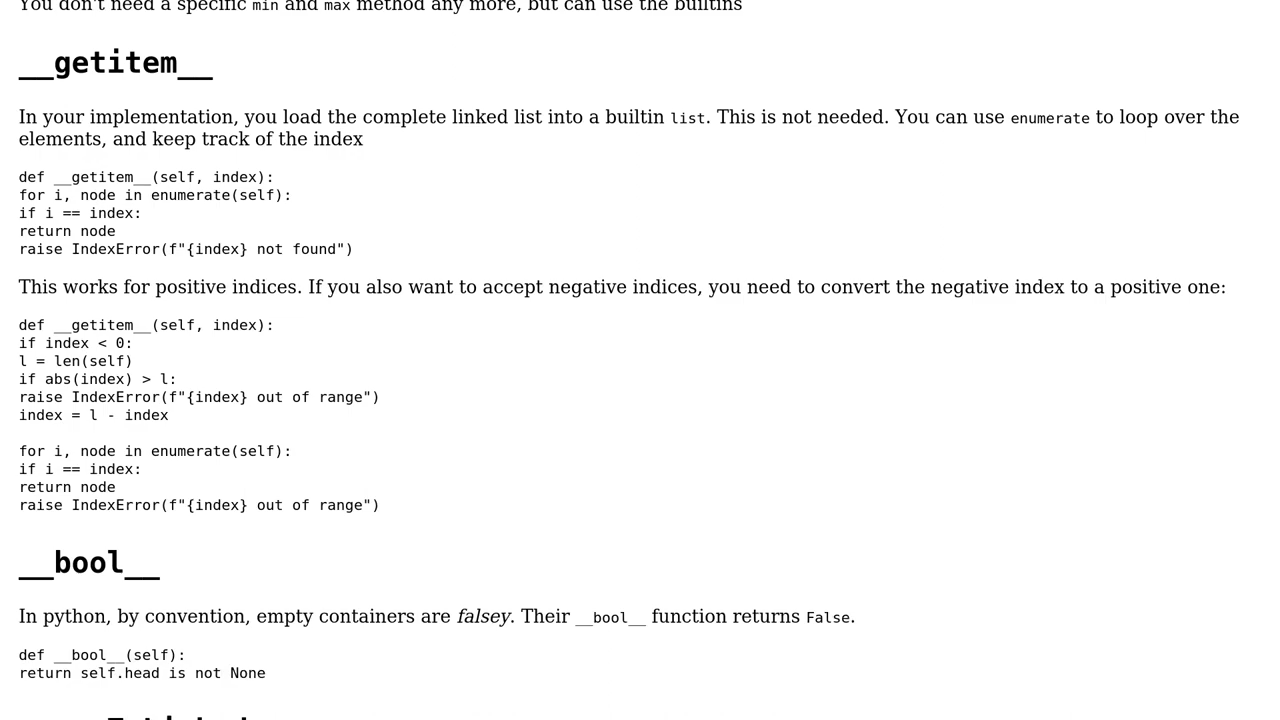 You don't need a specific min and max method any more, but can use the builtins
__getitem__
In your implementation, you load the complete linked list into a builtin list. This is not needed. You can use enumerate to loop over the
elements, and keep track of the index
def __getitem__(self, index):
for i, node in enumerate(self):
if i == index:
return node
raise IndexError(f"{index} not found")
This works for positive indices. If you also want to accept negative indices, you need to convert the negative index to a positive one:
def __getitem__(self, index):
if index < 0:
l = len(self)
if abs(index) > l:
raise IndexError(f"{index} out of range")
index = l - index
for i, node in enumerate(self):
if i == index:
return node
raise IndexError(f"{index} out of range")
__bool__
In python, by convention, empty containers are falsey. Their __bool__ function returns False.
def __bool__(self):
return self.head is not None